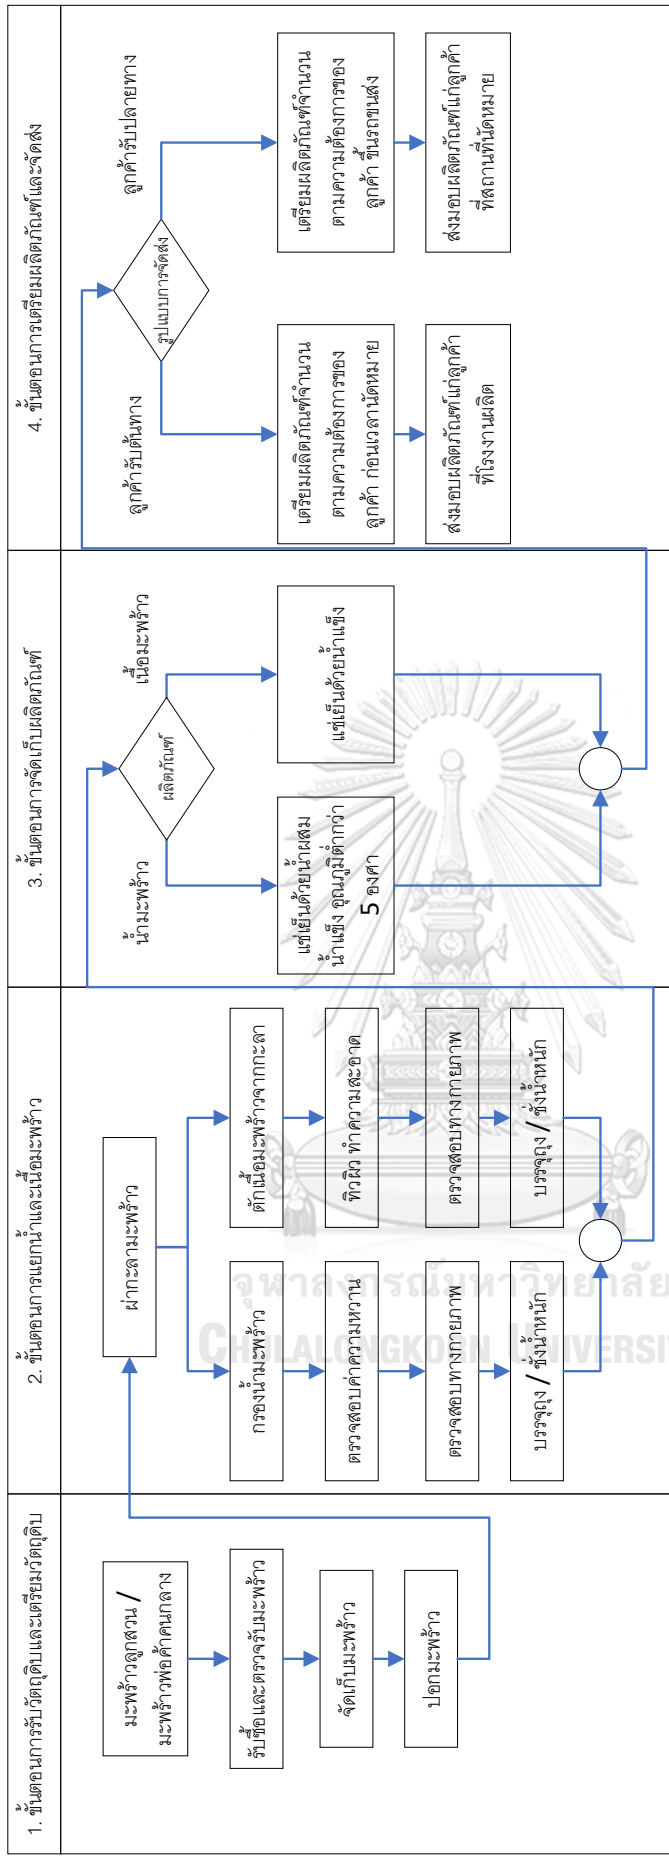 1. ขั้นตอนการรับวัตถุดิบและเตรียมวัตถุดิบ
มะพร้าวลูกสวน /
มะพร้าวพ่อค้าคนกลาง
รับซื้อและตรวจรับมะพร้าว
จัดเก็บมะพร้าว
ปอกมะพร้าว
2. ขั้นตอนการแยกน้ำและเนื้อมะพร้าว
ผ่ากะลามะพร้าว
กรองน้ำมะพร้าว
ตรวจสอบค่าความหวาน
ตรวจสอบทางกายภาพ
บรรจุถุง / ชั่งน้ำหนัก
ตักเนื้อมะพร้าวจากกะลา
ทิวผิว ทำความสะอาด
ตรวจสอบทางกายภาพ
บรรจุถุง / ชั่งน้ำหนัก
3. ขั้นตอนการจัดเก็บผลิตภัณฑ์
ผลิตภัณฑ์
น้ำมะพร้าว
เนื้อมะพร้าว
แช่เย็นด้วยน้ำผสม
น้ำแข็ง อุณภูมิต่ำกว่า
5 องศา
แช่เย็นด้วยน้ำแข็ง
4. ขั้นตอนการเตรียมผลิตภัณฑ์และจัดส่ง
รูปแบบการจัดส่ง
ลูกค้ารับต้นทาง
ลูกค้ารับปลายทาง
เตรียมผลิตภัณฑ์จำนวน
ตามความต้องการของ
ลูกค้า ก่อนเวลานัดหมาย
ส่งมอบผลิตภัณฑ์แก่ลูกค้า
ที่โรงงานผลิต
เตรียมผลิตภัณฑ์จำนวน
ตามความต้องการของ
ลูกค้า ขึ้นรถขนส่ง
ส่งมอบผลิตภัณฑ์แก่ลูกค้า
ที่สถานที่นัดหมาย
จุฬาลงกรณ์มหาวิทยาลัย
CHULALONGKORN UNIVERSI